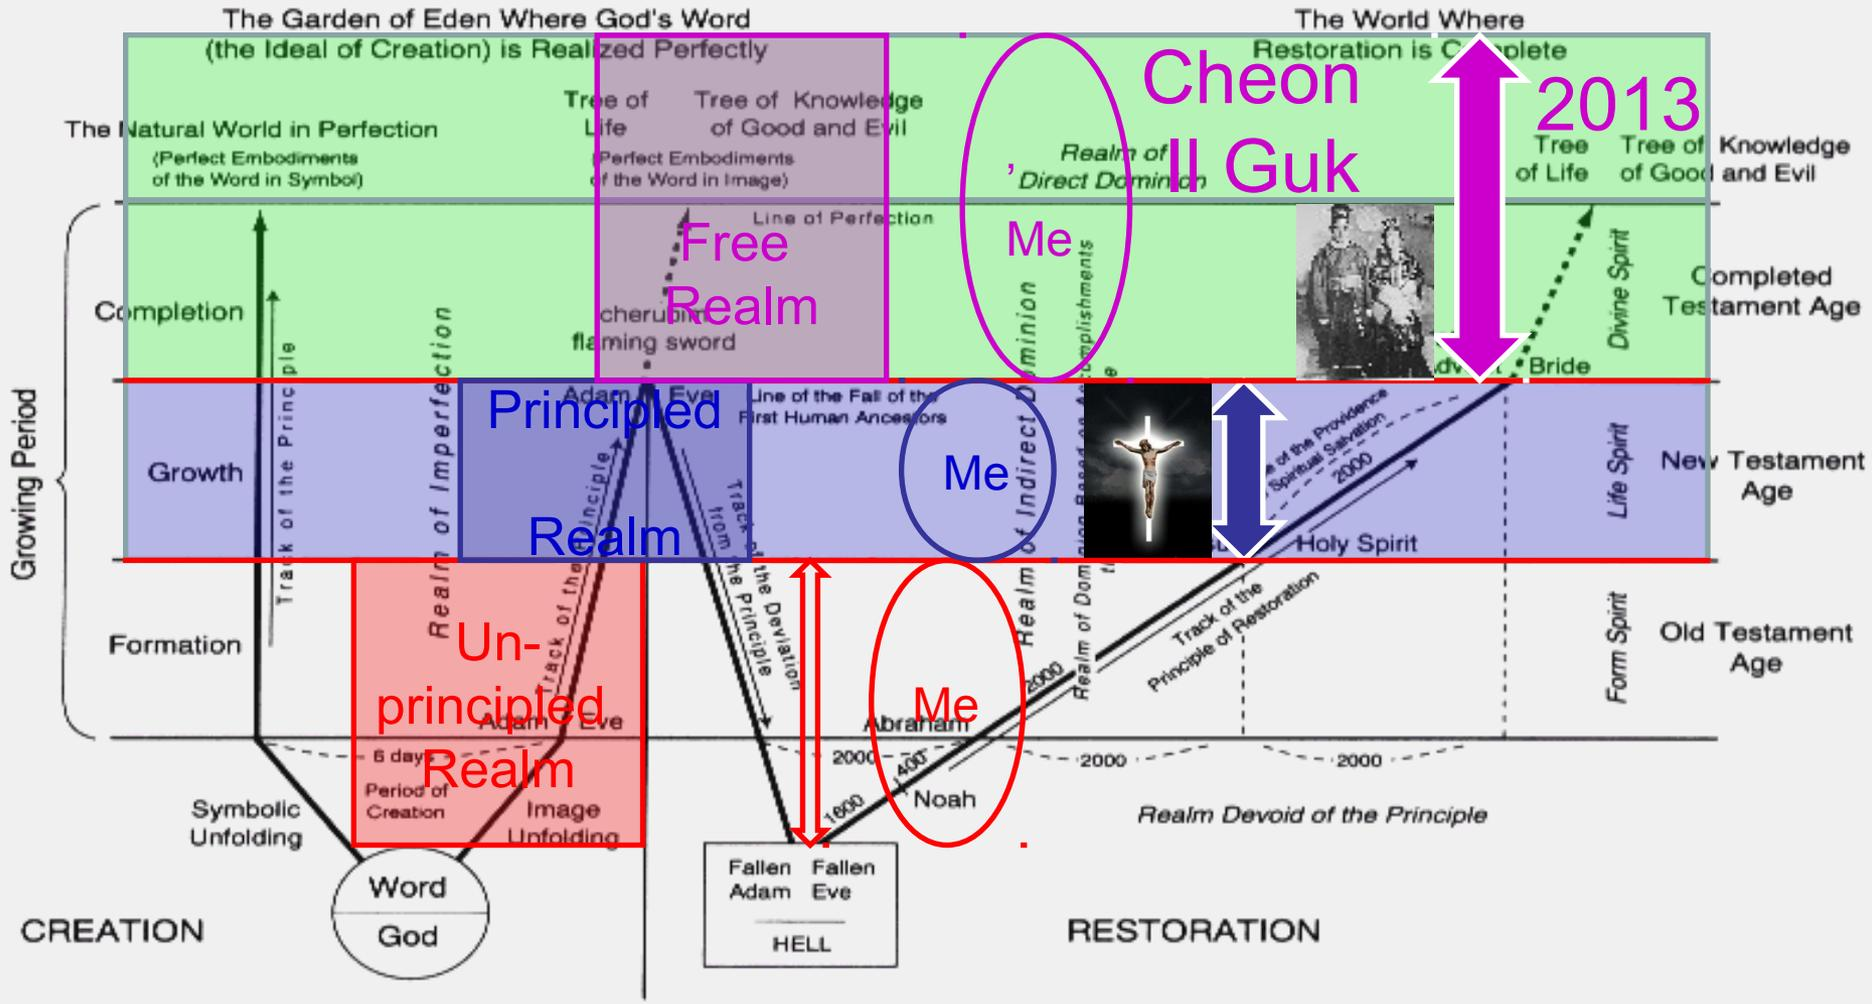 The Garden of Eden Where God's Word
(the Ideal of Creation) is Realized Perfectly
The World Where
Restoration is Complete
Cheon
Il Guk
2013
Tree of
Life
Tree of Knowledge
of Good and Evil
The Natural World in Perfection
(Perfect Embodiments
of the Word in Symbol)
(Perfect Embodiments
of the Word in Image)
Realm of
Direct Dominion
Tree
of Life
Tree of Knowledge
of Good and Evil
Line of Perfection
Free
Realm
,
Me
cherubim
flaming sword
Completion
Divine Spirit
Completed
Testament Age
Bride
Growing Period
Track of the Principle
Realm of Imperfection
Adam Eve
Principled
Realm
Line of the Fall of the
First Human Ancestors
Me
Realm of Indirect Dominion
Growth
Track of the Principle
Track of the Deviation
from the Principle
of the Providence
Spiritual Salvation
2000
Holy Spirit
Life Spirit
New Testament
Age
Formation
Un-
principled
Realm
Adam Eve
Me
Abraham
2000
Track of the
Principle of Restoration
Form Spirit
Old Testament
Age
6 days
Period of
Creation
2000
400
1600
Noah
2000
2000
Symbolic
Unfolding
Image
Unfolding
Realm Devoid of the Principle
Word
God
Fallen Fallen
Adam Eve
HELL
CREATION
RESTORATION